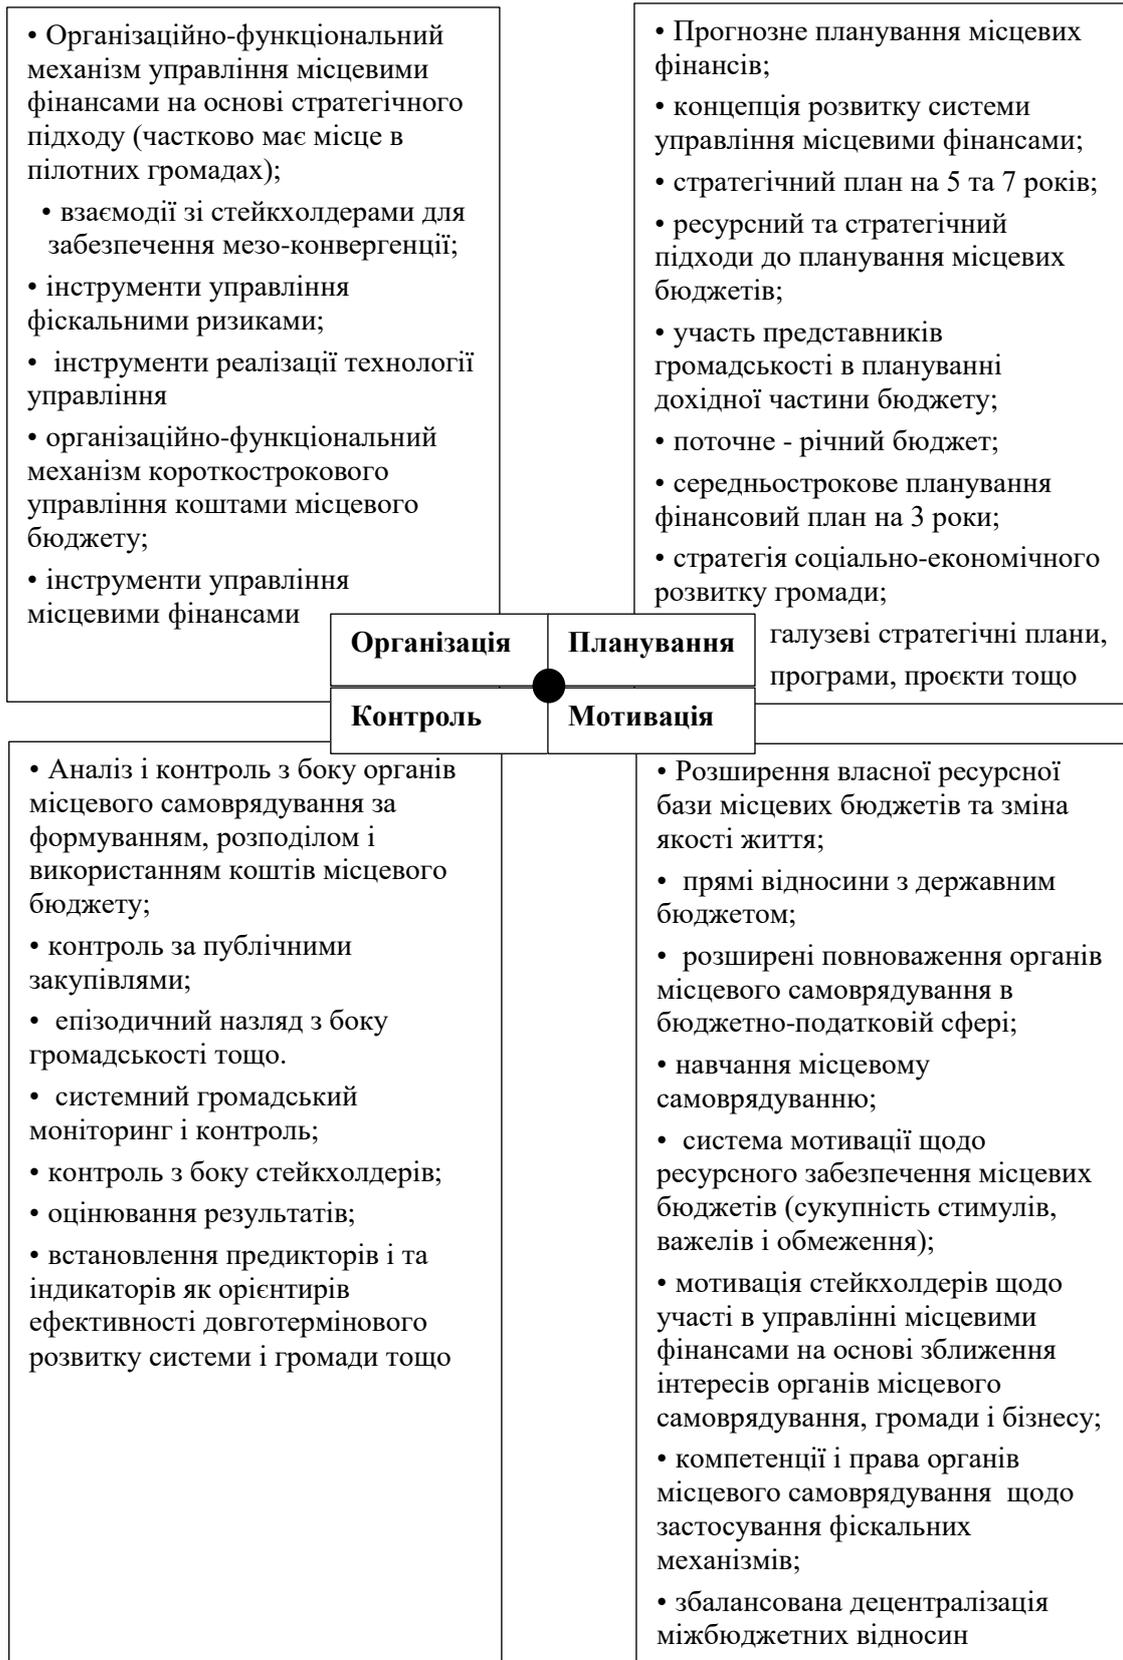 • Організаційно-функціональний
механізм управління місцевими
фінансами на основі стратегічного
підходу (частково має місце в
пілотних громадах);
• взаємодії зі стейкхолдерами для
забезпечення мезо-конвергенції;
• інструменти управління
фіскальними ризиками;
• інструменти реалізації технології
управління
• організаційно-функціональний
механізм короткострокового
управління коштами місцевого
бюджету;
• інструменти управління
місцевими фінансами
• Прогнозне планування місцевих
фінансів;
• концепція розвитку системи
управління місцевими фінансами;
• стратегічний план на 5 та 7 років;
• ресурсний та стратегічний
підходи до планування місцевих
бюджетів;
• участь представників
громадськості в плануванні
дохідної частини бюджету;
• поточне - річний бюджет;
• середньострокове планування
фінансовий план на 3 роки;
• стратегія соціально-економічного
розвитку громади;
галузеві стратегічні плани,
програми, проєкти тощо
Організація
Планування
Контроль
Мотивація
• Аналіз і контроль з боку органів
місцевого самоврядування за
формуванням, розподілом і
використанням коштів місцевого
бюджету;
• контроль за публічними
закупівлями;
• епізодичний назляд з боку
громадськості тощо.
• системний громадський
моніторинг і контроль;
• контроль з боку стейкхолдерів;
• оцінювання результатів;
• встановлення предикторів і та
індикаторів як орієнтирів
ефективності довготермінового
розвитку системи і громади тощо
• Розширення власної ресурсної
бази місцевих бюджетів та зміна
якості життя;
• прямі відносини з державним
бюджетом;
• розширені повноваження органів
місцевого самоврядування в
бюджетно-податковій сфері;
• навчання місцевому
самоврядуванню;
• система мотивації щодо
ресурсного забезпечення місцевих
бюджетів (сукупність стимулів,
важелів і обмеження);
• мотивація стейкхолдерів щодо
участі в управлінні місцевими
фінансами на основі зближення
інтересів органів місцевого
самоврядування, громади і бізнесу;
• компетенції і права органів
місцевого самоврядування щодо
застосування фіскальних
механізмів;
• збалансована децентралізація
міжбюджетних відносин